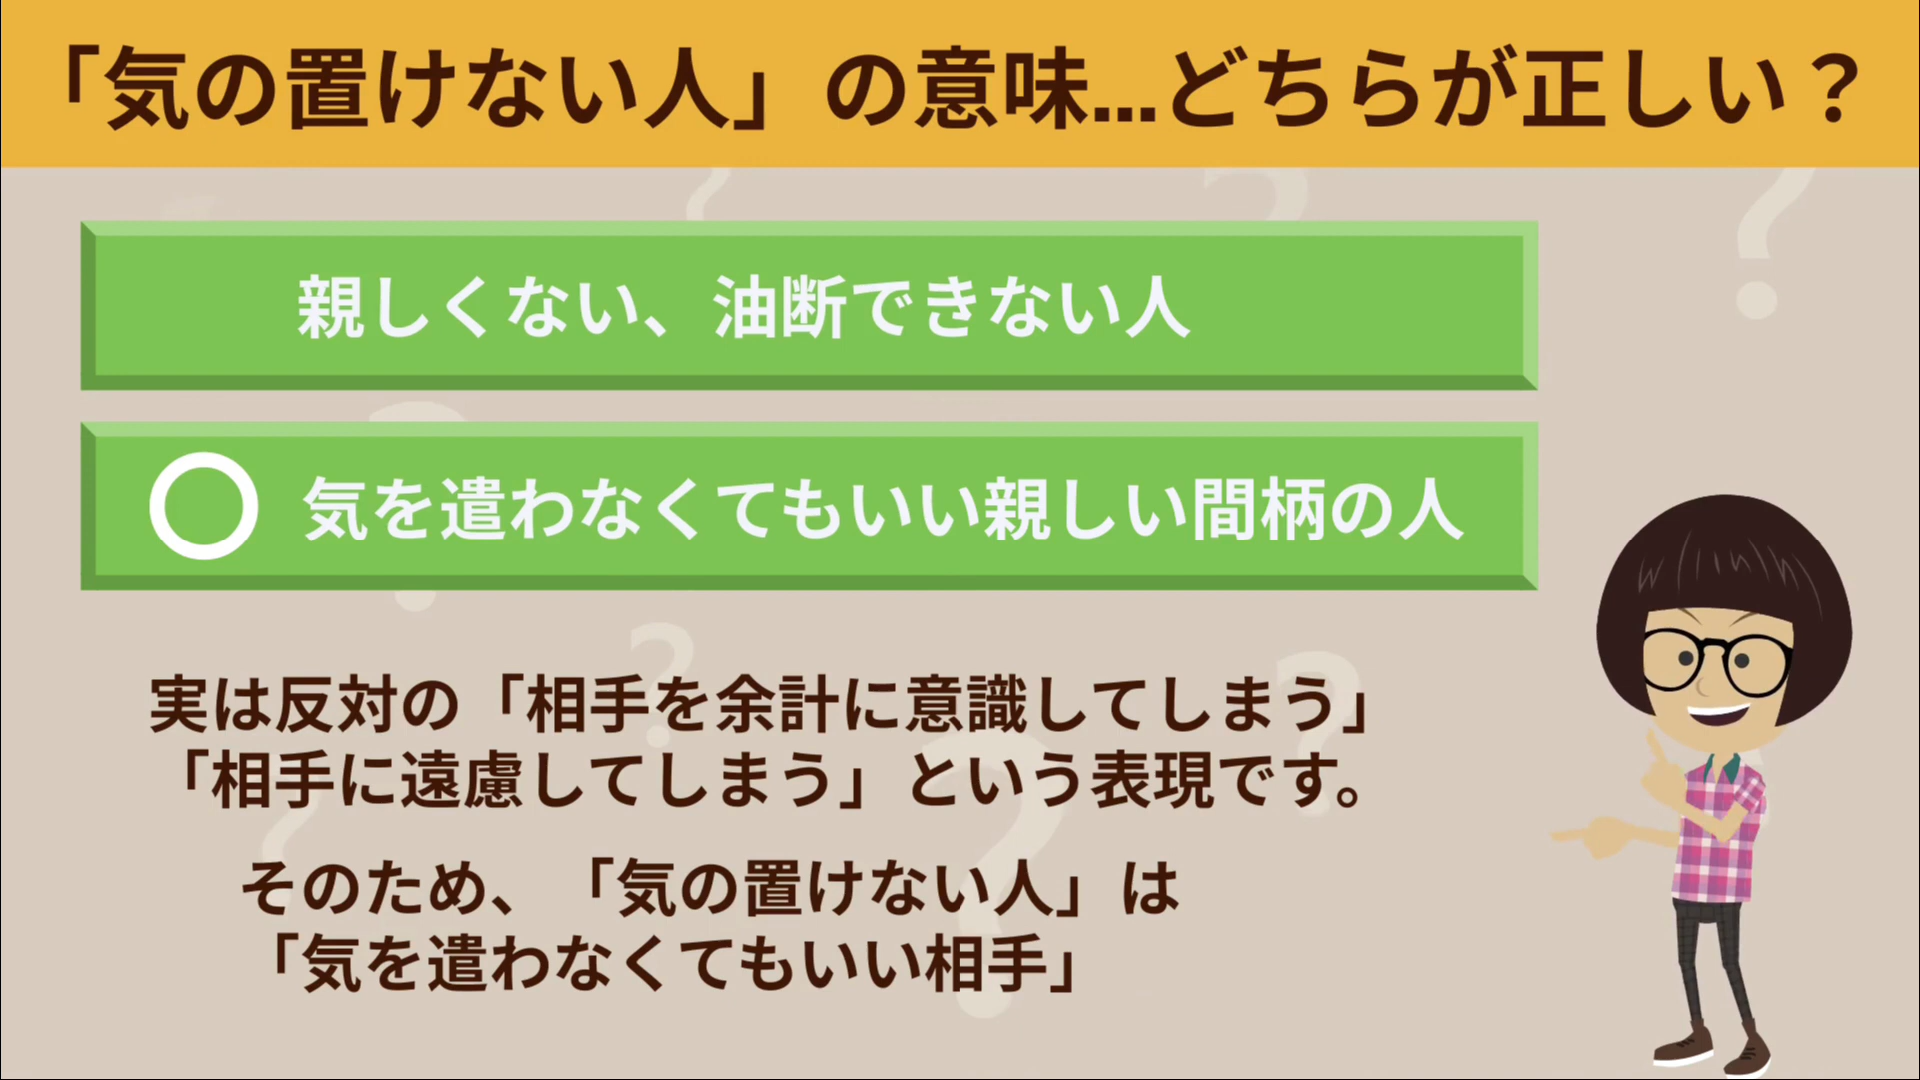 「気の置けない人」の意味...どちらが正しい？
親しくない、油断できない人
気を遣わなくてもいい親しい間柄の人
実は反対の「相手を余計に意識してしまう」
「相手に遠慮してしまう」という表現です。
そのため、「気の置けない人」は
「気を遣わなくてもいい相手」